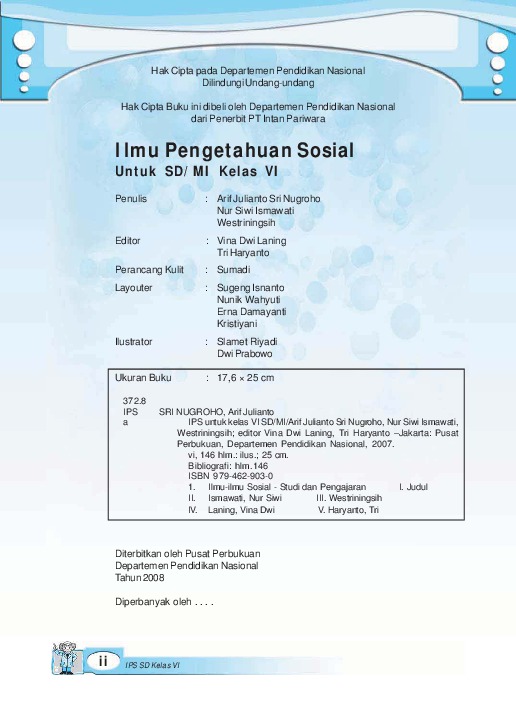 Hak Cipta pada Departemen Pendidikan Nasional
Dilindungi Undang-undang
Hak Cipta Buku ini dibeli oleh Departemen Pendidikan Nasional
dari Penerbit PT Intan Pariwara
Ilmu Pengetahuan Sosial
Untuk SD/MI Kelas VI
Penulis : Arif Julianto Sri Nugroho
Nur Siwi Ismawati
Westriningsih
Editor : Vina Dwi Laning
Tri Haryanto
Perancang Kulit : Sumadi
Layouter : Sugeng Isnanto
Nunik Wahyuti
Erna Damayanti
Kristiyani
Ilustrator : Slamet Riyadi
Dwi Prabowo
Ukuran Buku : 17,6 × 25 cm
372.8
IPS SRI NUGROHO, Arif Julianto
a IPS untuk kelas VI SD/MI/Arif Julianto Sri Nugroho, Nur Siwi Ismawati,
Westriningsih; editor Vina Dwi Laning, Tri Haryanto –Jakarta: Pusat
Perbukuan, Departemen Pendidikan Nasional, 2007.
vi, 146 hlm.: ilus.; 25 cm.
Bibliografi: hlm.146
ISBN 979-462-903-0
1. Ilmu-ilmu Sosial - Studi dan Pengajaran I. Judul
II. Ismawati, Nur Siwi III. Westriningsih
IV. Laning, Vina Dwi V. Haryanto, Tri
Diterbitkan oleh Pusat Perbukuan
Departemen Pendidikan Nasional
Tahun 2008
Diperbanyak oleh . . . .
ii IPS SD Kelas VI